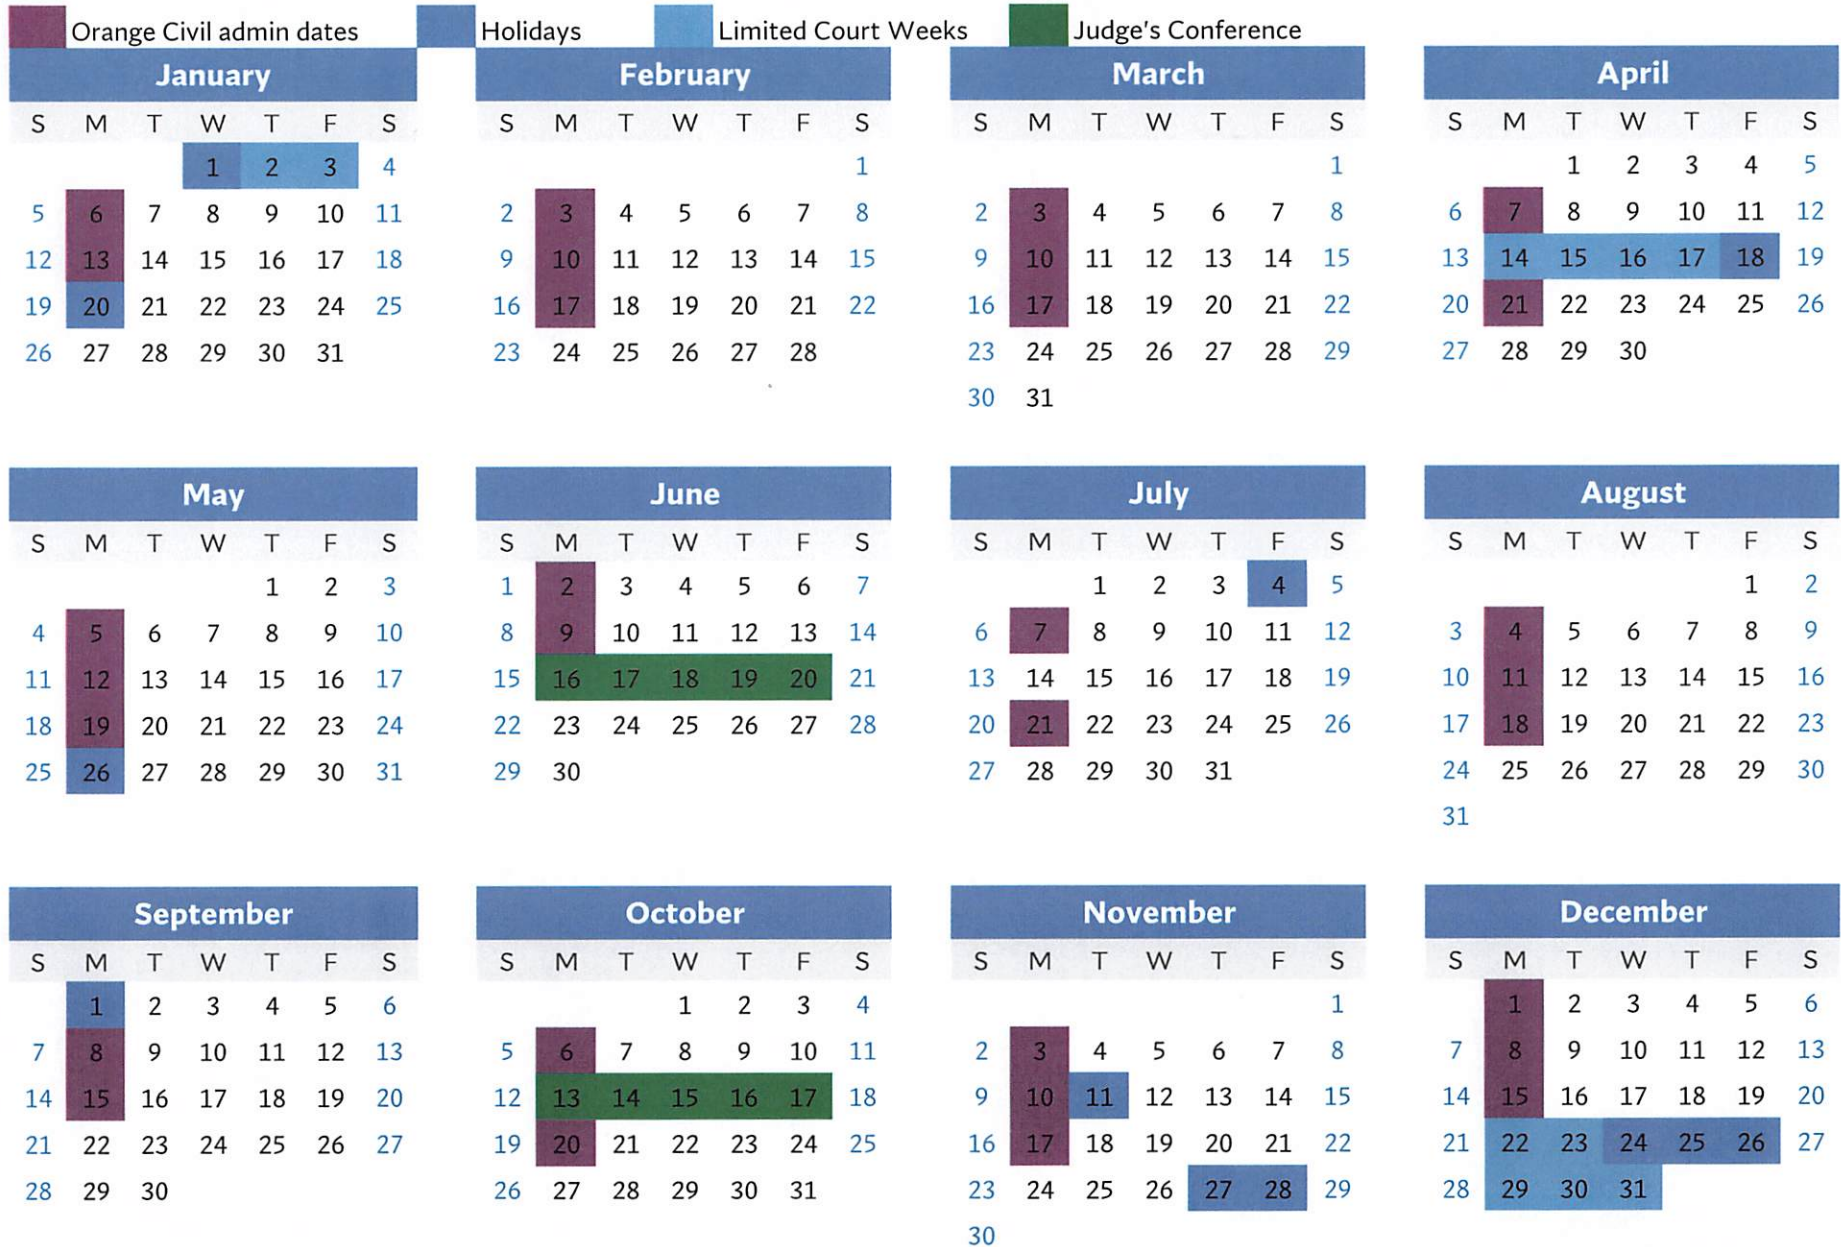 Orange Civil admin dates Holidays Limited Court Weeks Judge's Conference
January
S M T W T F S
1 2 3 4
5 6 7 8 9 10 11
12 13 14 15 16 17 18
19 20 21 22 23 24 25
26 27 28 29 30 31
February
S M T W T F S
1
2 3 4 5 6 7 8
9 10 11 12 13 14 15
16 17 18 19 20 21 22
23 24 25 26 27 28
March
S M T W T F S
1
2 3 4 5 6 7 8
9 10 11 12 13 14 15
16 17 18 19 20 21 22
23 24 25 26 27 28 29
30 31
April
S M T W T F S
1 2 3 4 5
6 7 8 9 10 11 12
13 14 15 16 17 18 19
20 21 22 23 24 25 26
27 28 29 30
May
S M T W T F S
1 2 3
4 5 6 7 8 9 10
11 12 13 14 15 16 17
18 19 20 21 22 23 24
25 26 27 28 29 30 31
June
S M T W T F S
1 2 3 4 5 6 7
8 9 10 11 12 13 14
15 16 17 18 19 20 21
22 23 24 25 26 27 28
29 30
July
S M T W T F S
1 2 3 4 5
6 7 8 9 10 11 12
13 14 15 16 17 18 19
20 21 22 23 24 25 26
27 28 29 30 31
August
S M T W T F S
1 2
3 4 5 6 7 8 9
10 11 12 13 14 15 16
17 18 19 20 21 22 23
24 25 26 27 28 29 30
31
September
S M T W T F S
1 2 3 4 5 6
7 8 9 10 11 12 13
14 15 16 17 18 19 20
21 22 23 24 25 26 27
28 29 30
October
S M T W T F S
1 2 3 4
5 6 7 8 9 10 11
12 13 14 15 16 17 18
19 20 21 22 23 24 25
26 27 28 29 30 31
November
S M T W T F S
1
2 3 4 5 6 7 8
9 10 11 12 13 14 15
16 17 18 19 20 21 22
23 24 25 26 27 28 29
30
December
S M T W T F S
1 2 3 4 5 6
7 8 9 10 11 12 13
14 15 16 17 18 19 20
21 22 23 24 25 26 27
28 29 30 31